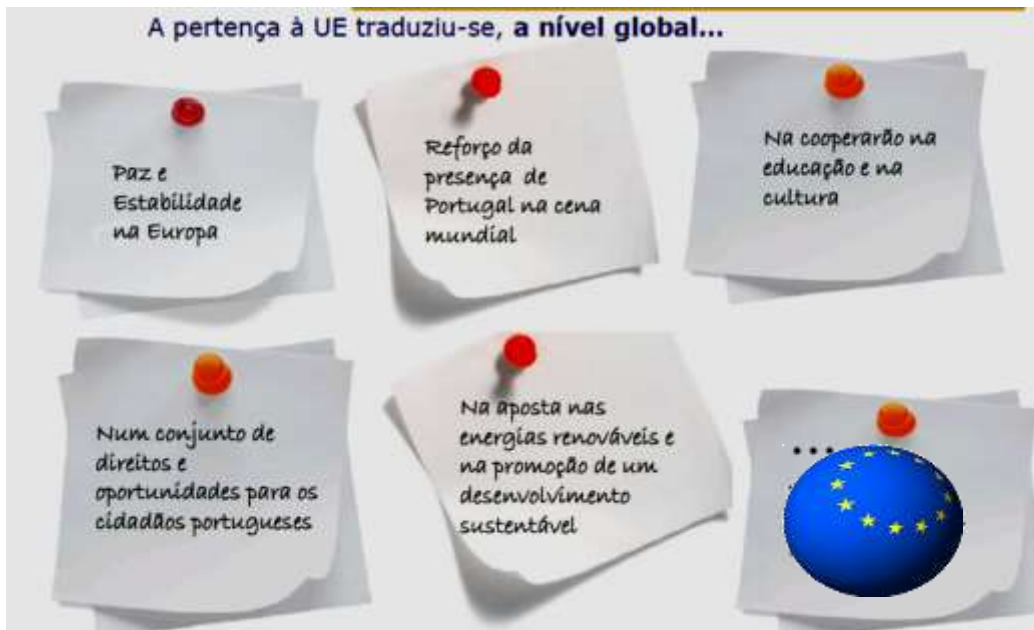 A pertença à UE traduziu-se, a nível global...
Paz e
Estabilidade
na Europa
Reforço da
presença de
Portugal na cena
mundial
Na cooperarão na
educação e na
cultura
Num conjunto de
direitos e
oportunidades para os
cidadãos portugueses
Na aposta nas
energias renováveis e
na promoção de um
desenvolvimento
sustentável
...